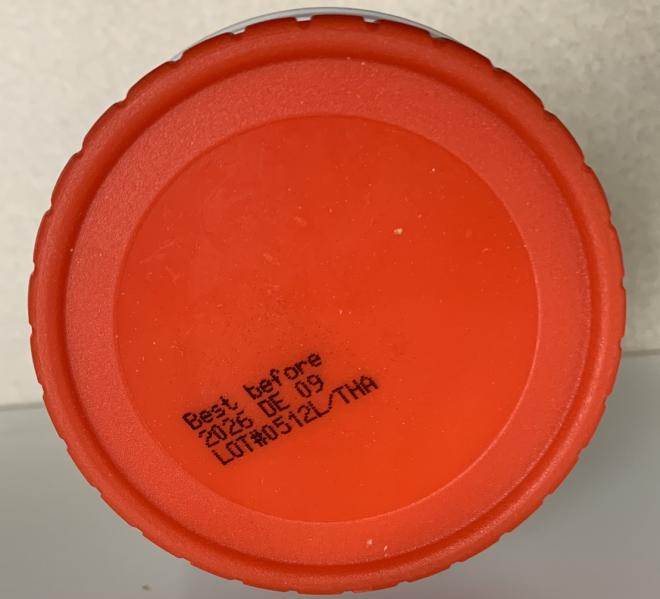 Best before
2026 DE 09
LOT#0512L/THA